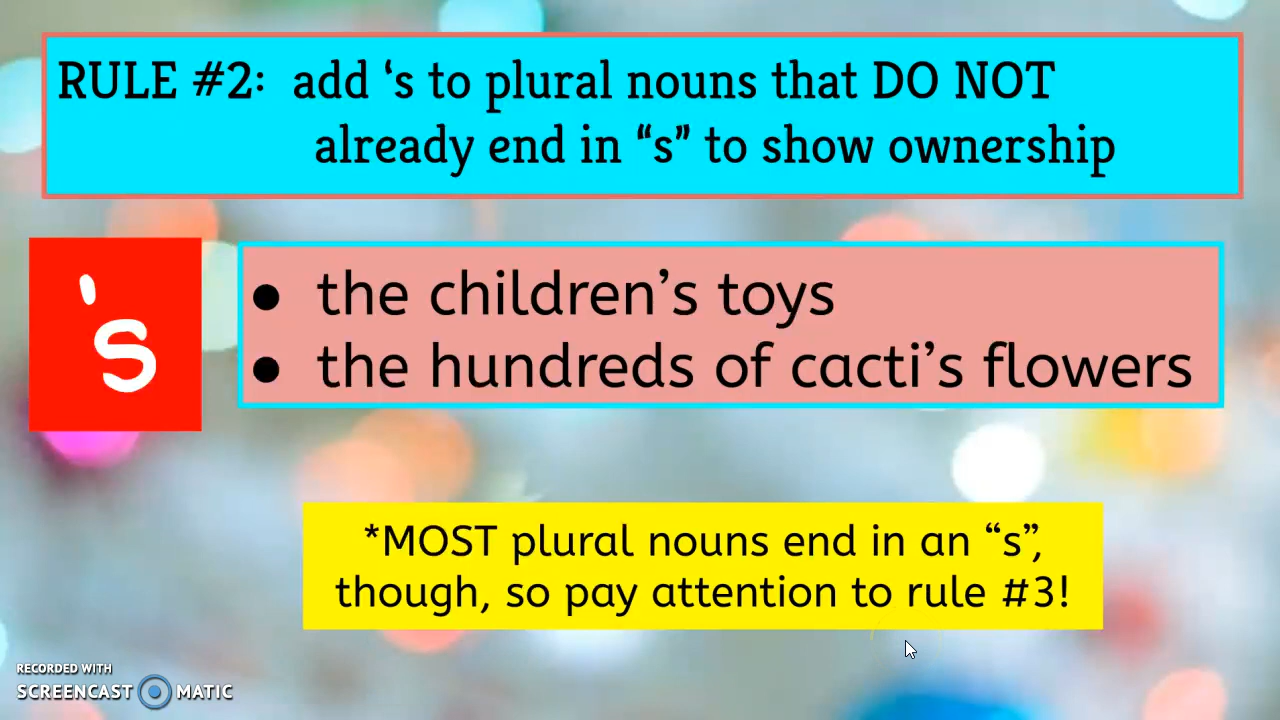 RULE #2: add ‘s to plural nouns that DO NOT
already end in “s” to show ownership
's
● the children’s toys
● the hundreds of cacti’s flowers
*MOST plural nouns end in an “s”,
though, so pay attention to rule #3!
RECORDED WITH
SCREENCAST MATIC